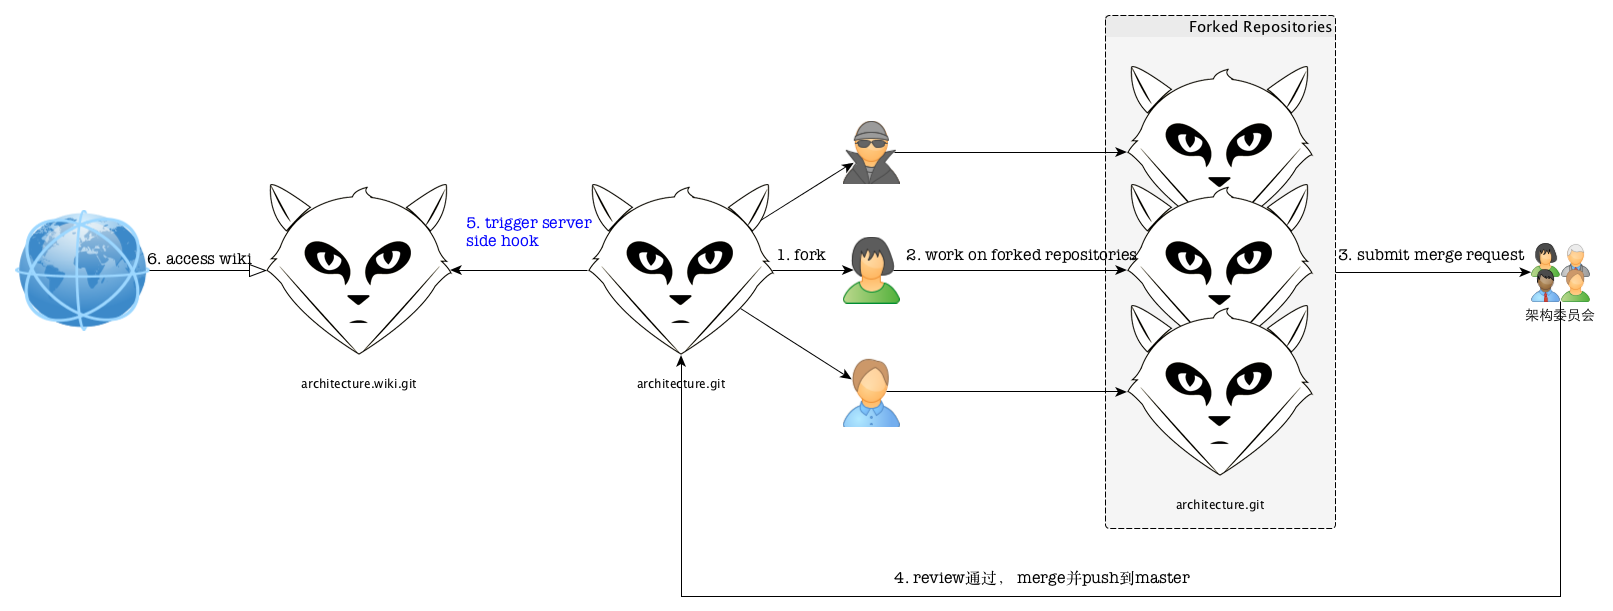 Forked Repositories
5. trigger server
side hook
6. access wiki
1. fork
2. work on forked repositories
3. submit merge request
架构委员会
architecture.wiki.git
architecture.git
architecture.git
4. review通过， merge并push到master